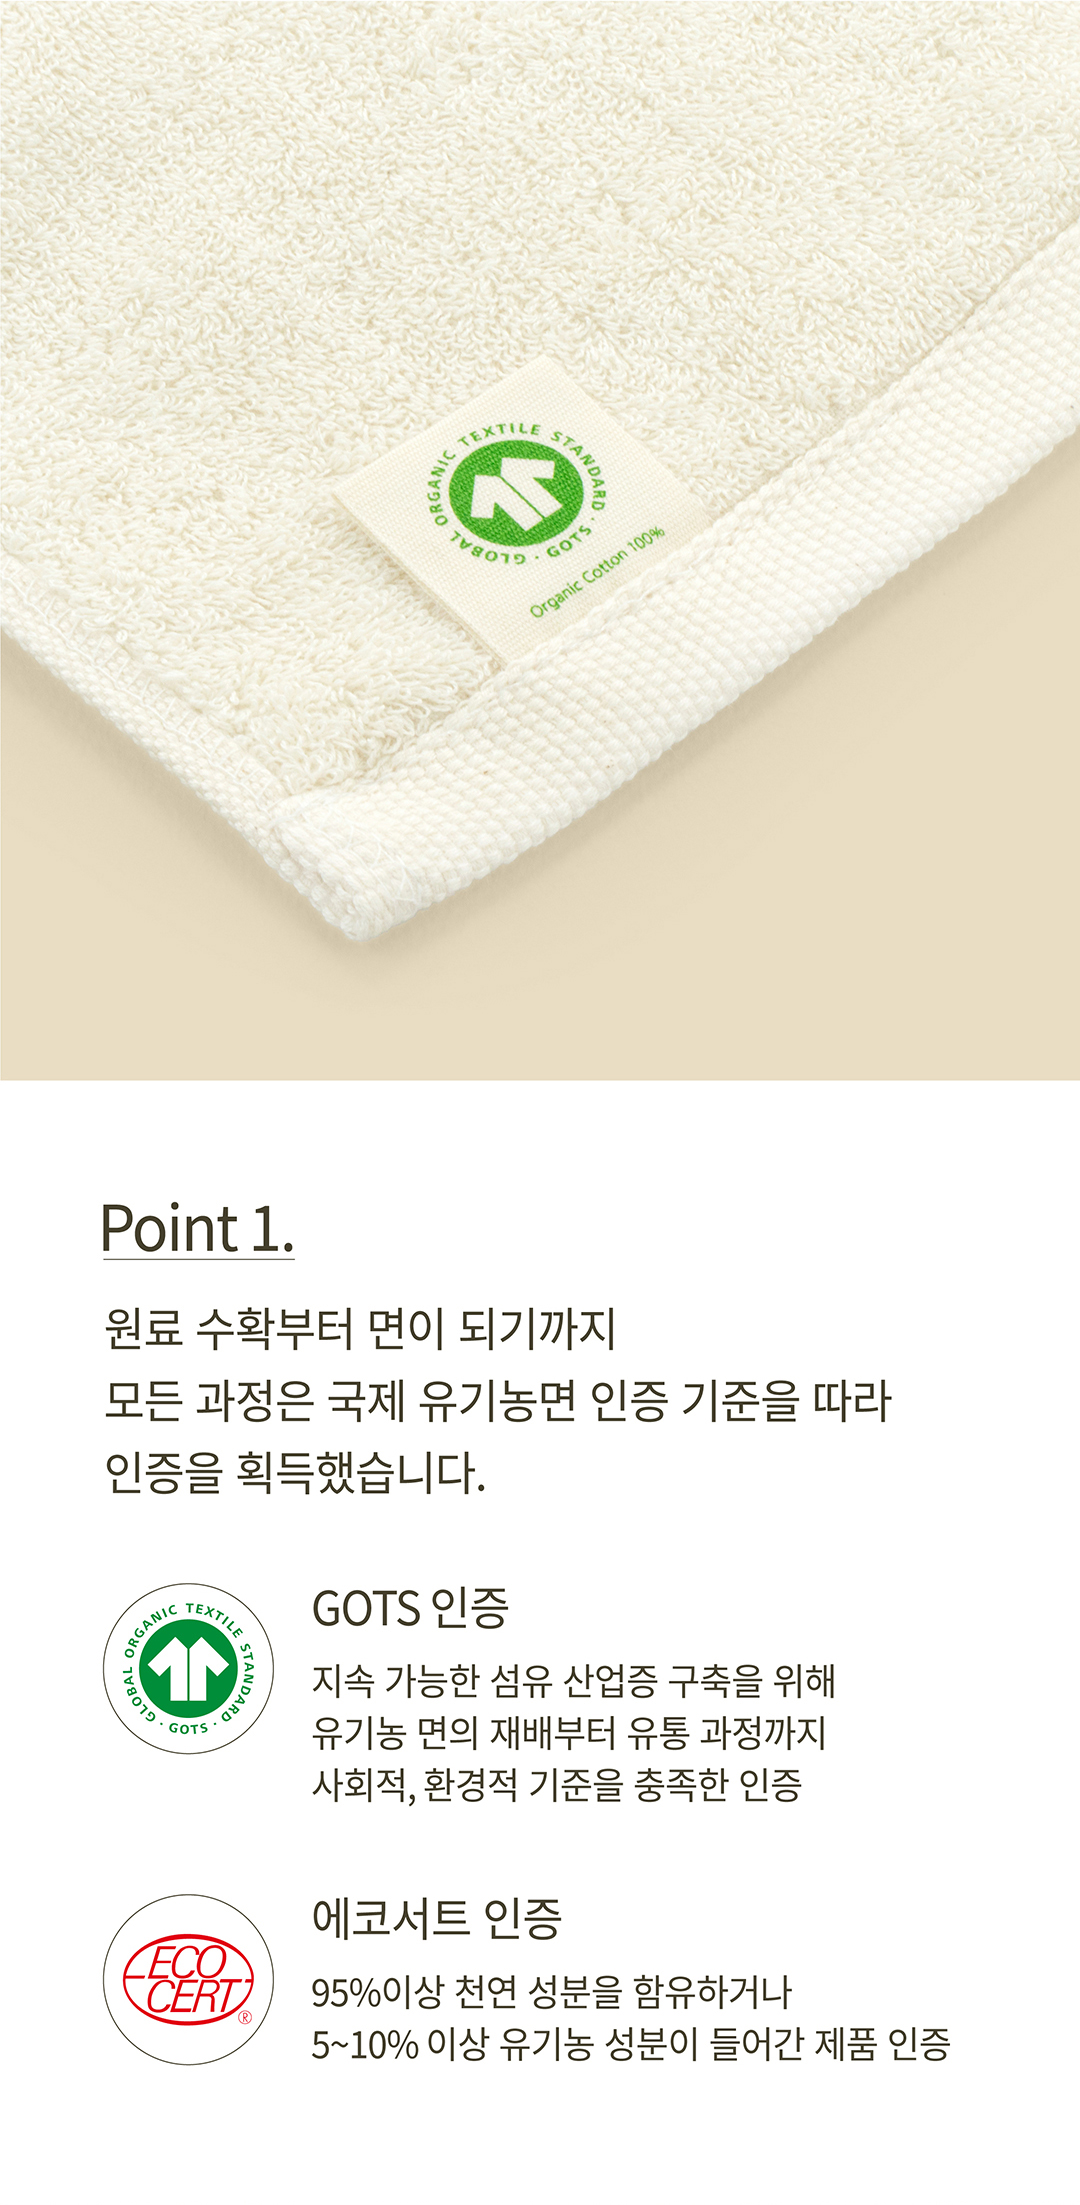 GLOBAL ORGANIC TEXTILE STANDARD · GOTS ·
Organic Cotton 100%
Point 1.
원료 수확부터 면이 되기까지
모든 과정은 국제 유기농면 인증 기준을 따라
인증을 획득했습니다.
GLOBAL ORGANIC TEXTILE STANDARD · GOTS ·
GOTS 인증
지속 가능한 섬유 산업증 구축을 위해
유기농 면의 재배부터 유통 과정까지
사회적, 환경적 기준을 충족한 인증
ECO
CERT
®
에코서트 인증
95%이상 천연 성분을 함유하거나
5~10% 이상 유기농 성분이 들어간 제품 인증